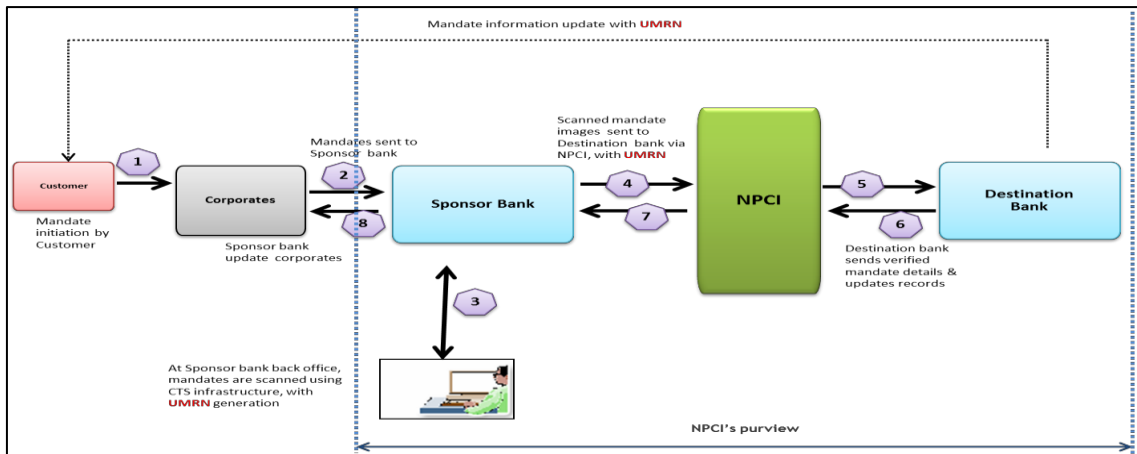 Mandate information update with UMRN
Scanned mandate
images sent to
Destination bank via
NPCI, with UMRN
Mandates sent to
Sponsor bank
1
2
4
5
Customer
Corporates
Sponsor Bank
NPCI
Destination
Bank
8
7
6
Mandate
initiation by
Customer
Sponsor bank
update corporates
Destination bank
sends verified
mandate details &
updates records
3
At Sponsor bank back office,
mandates are scanned using
CTS infrastructure, with
UMRN generation
NPCI's purview